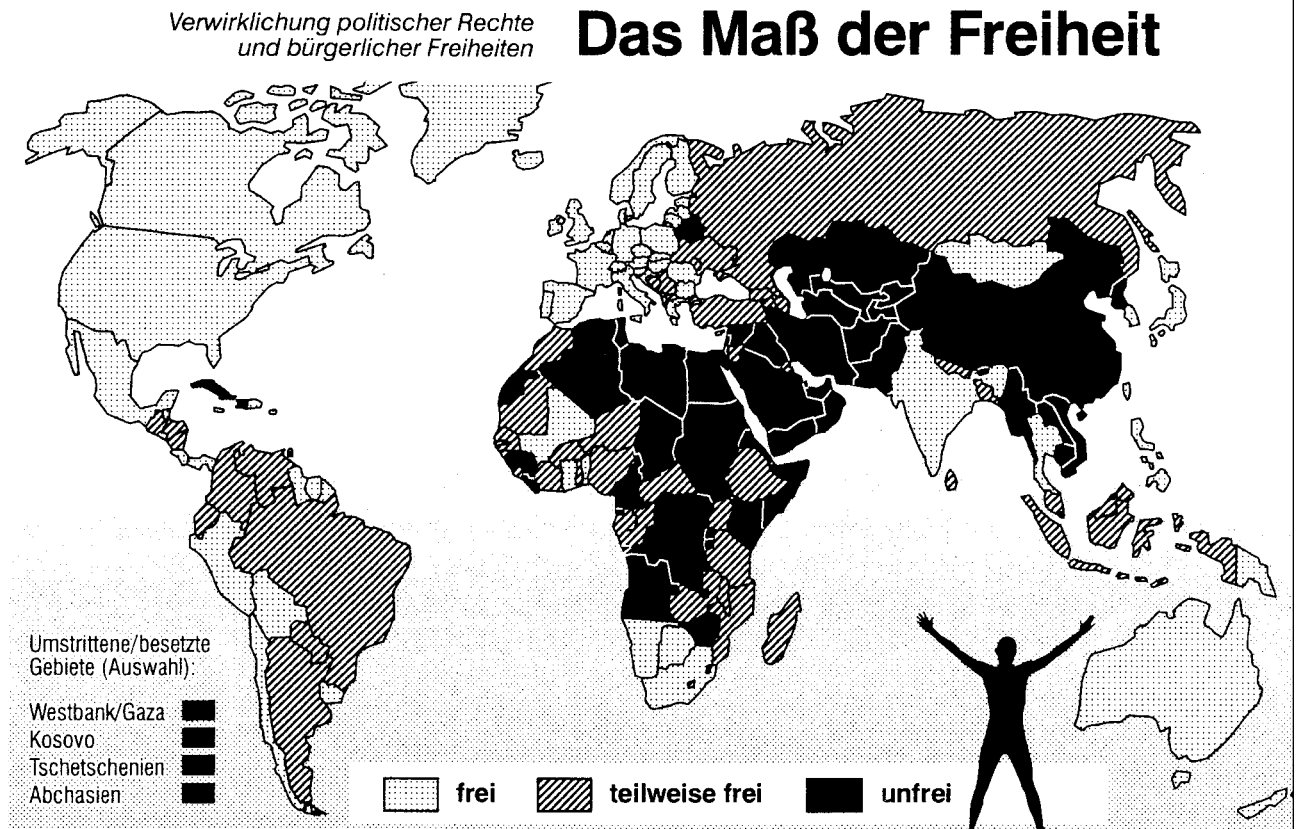 Verwirklichung politischer Rechte
und bürgerlicher Freiheiten
Das Maß der Freiheit
Umstrittene/besetzte
Gebiete (Auswahl):
Westbank/Gaza
Kosovo
Tschetschenien
Abchasien
frei
teilweise frei
unfrei